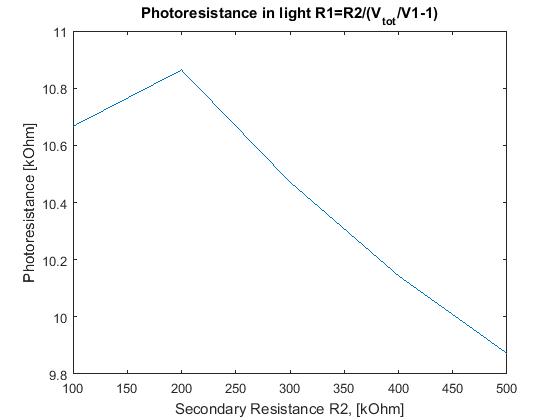 Photoresistance in light R1=R2/(Vtot/V1-1)
11
10.8
10.6
10.4
10.2
10
9.8
Photoresistance [kOhm]
100 150 200 250 300 350 400 450 500
Secondary Resistance R2, [kOhm]